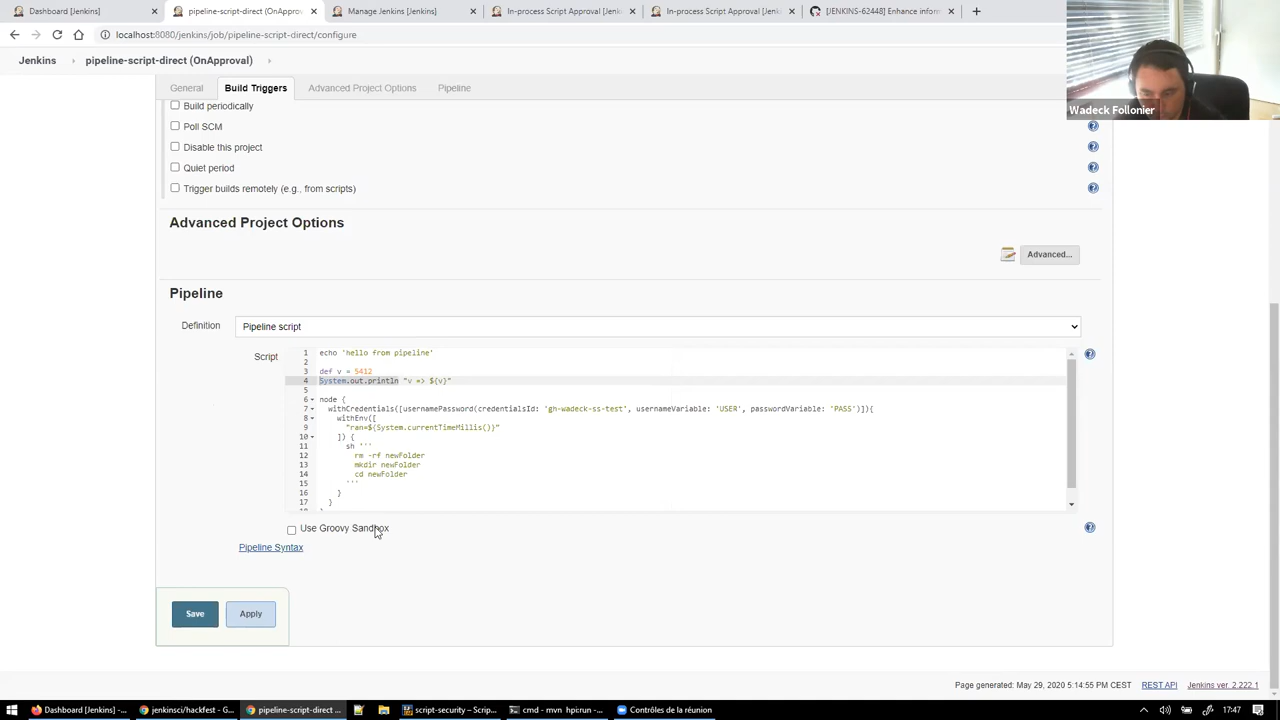 Dashboard [Jenkins]
pipeline-script-direct (OnApprova
Manage Jenkins [Jenkins]
In-process Script Approval [Jenk
In-process Script Approval [Jenk
localhost:8080/jenkins/job/pipeline-script-direct/configure
Jenkins
pipeline-script-direct (OnApproval)
Wadeck Follonier
General
Build Triggers
Advanced Project Options
Pipeline
Build periodically
Poll SCM
Disable this project
Quiet period
Trigger builds remotely (e.g., from scripts)
Advanced Project Options
Advanced...
Pipeline
Definition
Pipeline script
Script
1 echo 'hello from pipeline'
2
3 def v = 5412
4 System.out.println "v => ${v}"
5
6 node {
7 withCredentials([usernamePassword(credentialsId: 'gh-wadeck-ss-test', usernameVariable: 'USER', passwordVariable: 'PASS')]){
8 withEnv([
9 "ran=${System.currentTimeMillis()}"
10 ]) {
11 sh '''
12 rm -rf newFolder
13 mkdir newFolder
14 cd newFolder
15 '''
16 }
17 }
Use Groovy Sandbox
Pipeline Syntax
Save
Apply
Page generated: May 29, 2020 5:14:55 PM CEST
REST API
Jenkins ver. 2.222.1
Dashboard [Jenkins] -...
jenkinsci/hackfest - G...
pipeline-script-direct ...
script-security – Scrip...
cmd - mvn hpi:run -...
Contrôles de la réunion
17:47